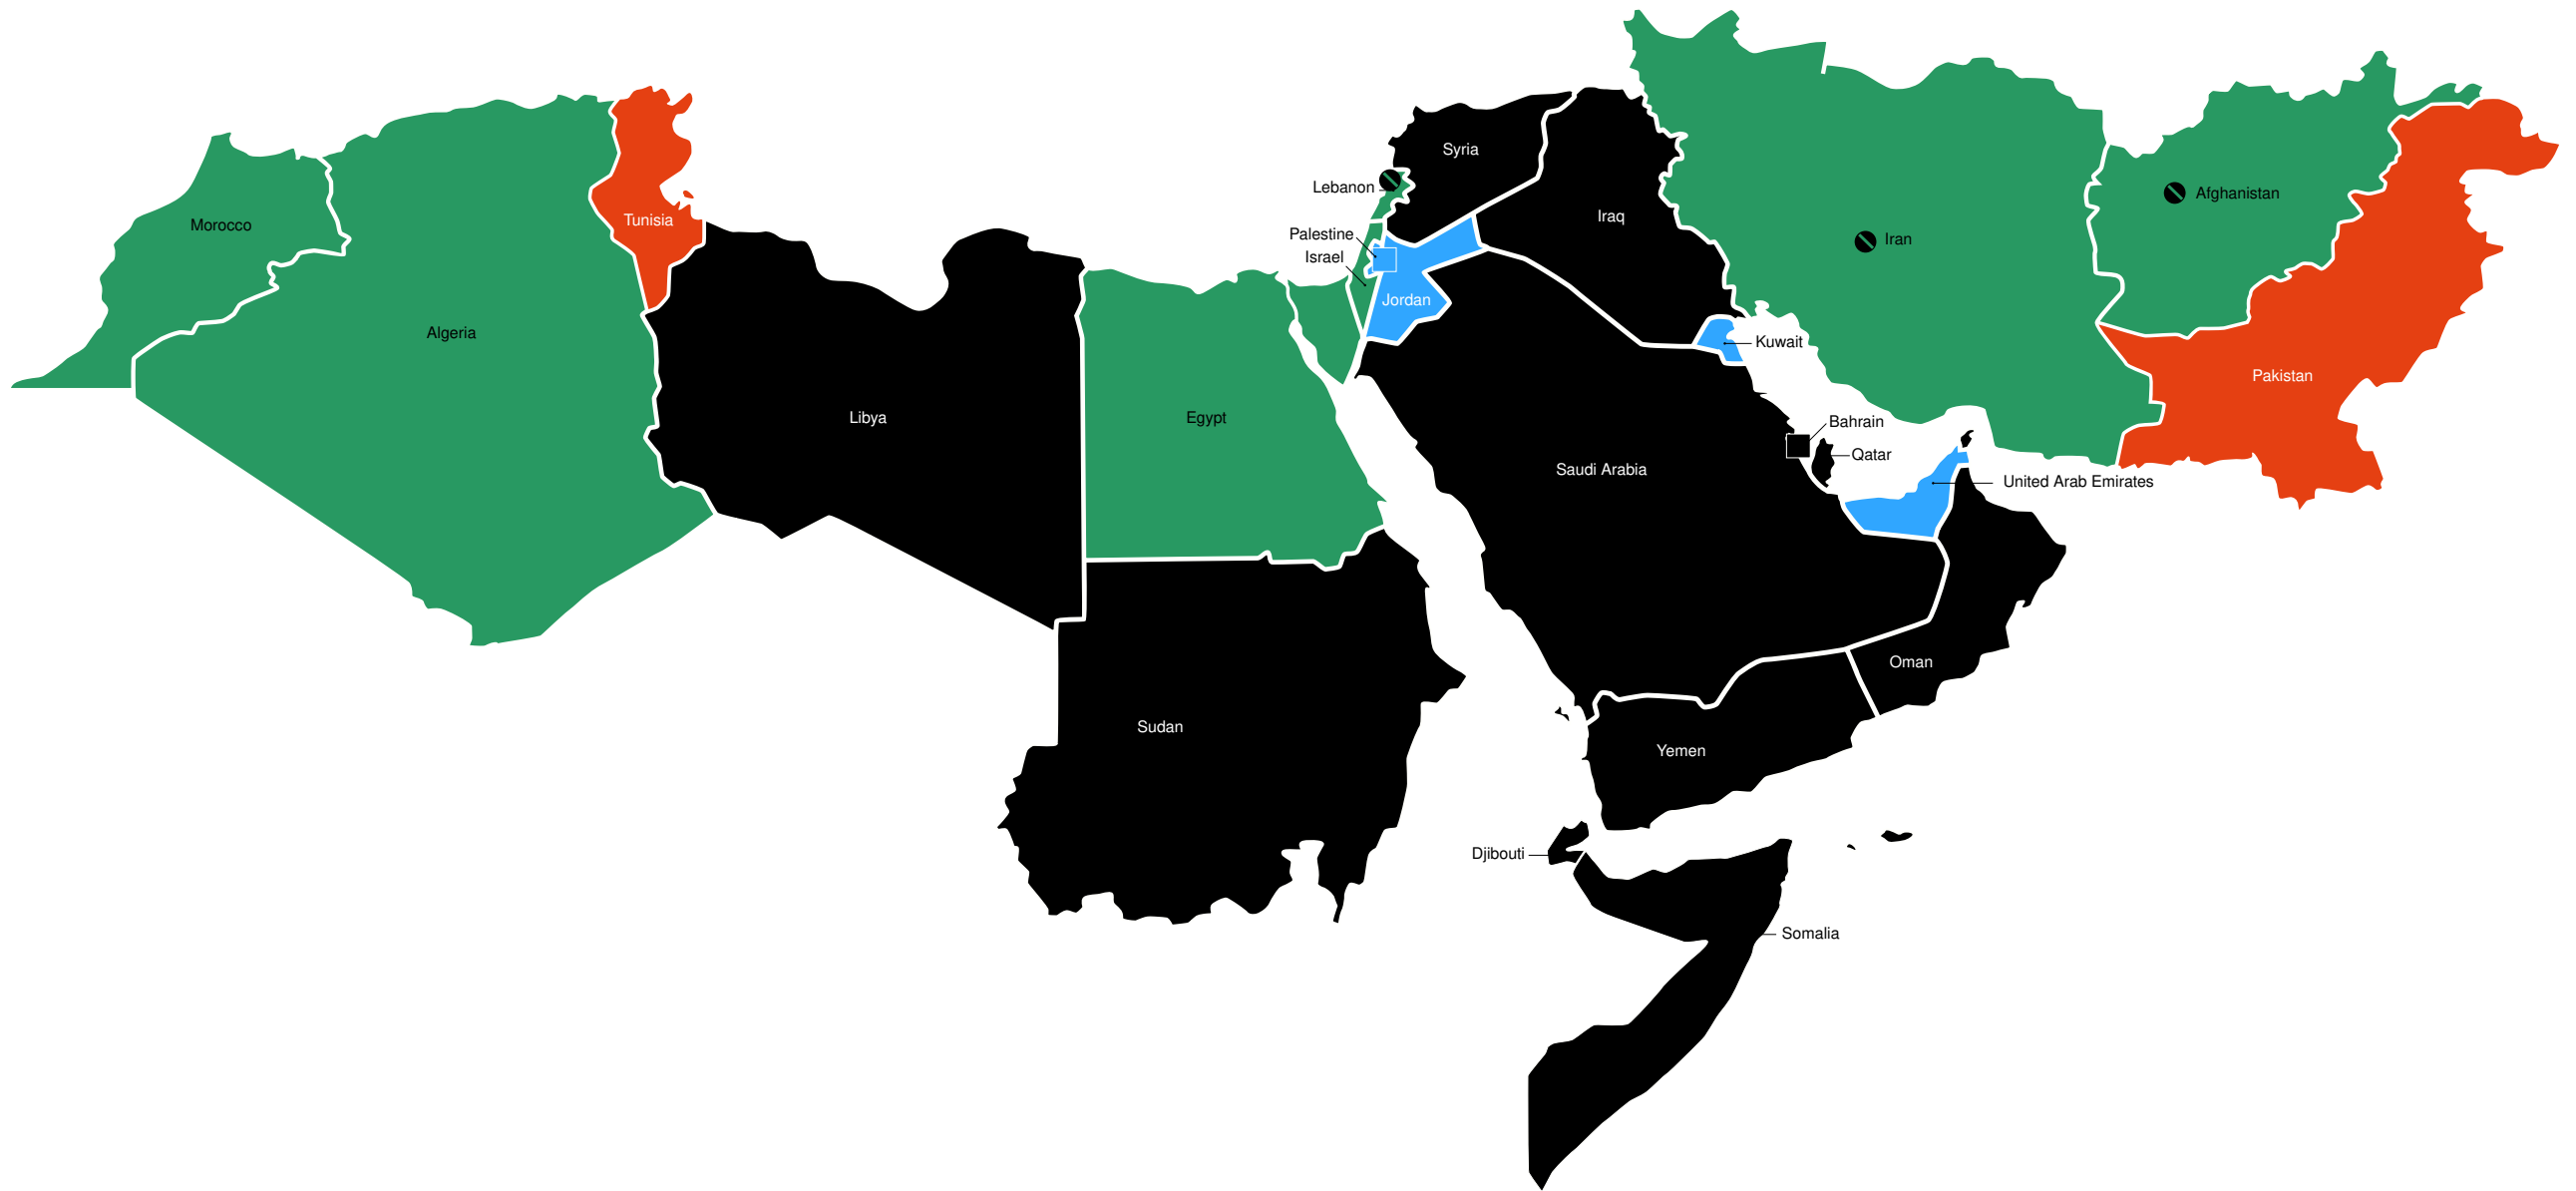 Syria
Lebanon
Afghanistan
Iraq
Tunisia
Morocco
Palestine
Iran
Israel
Jordan
Algeria
Kuwait
Pakistan
Libya
Egypt
Bahrain
Qatar
Saudi Arabia
United Arab Emirates
Oman
Sudan
Yemen
Djibouti
Somalia